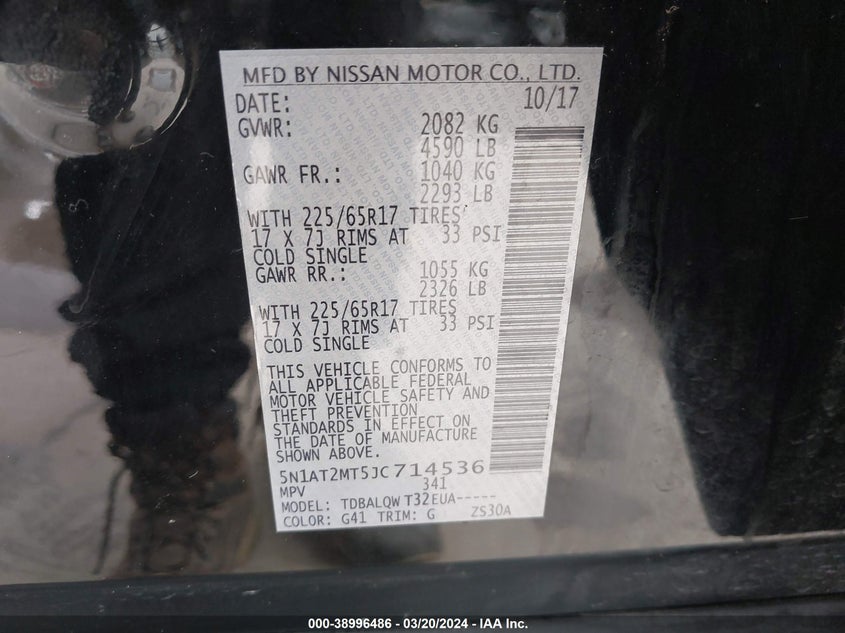 MFD BY NISSAN MOTOR CO., LTD.
DATE: 10/17
GVWR: 2082 KG
4590 LB
GAWR FR.: 1040 KG
2293 LB
WITH 225/65R17 TIRES
17 X 7J RIMS AT 33 PSI
COLD SINGLE
GAWR RR.: 1055 KG
2326 LB
WITH 225/65R17 TIRES
17 X 7J RIMS AT 33 PSI
COLD SINGLE
THIS VEHICLE CONFORMS TO
ALL APPLICABLE FEDERAL
MOTOR VEHICLE SAFETY AND
THEFT PREVENTION
STANDARDS IN EFFECT ON
THE DATE OF MANUFACTURE
SHOWN ABOVE.
5N1AT2MT5JC714536
MPV 341
MODEL: TDBALQW T32EUA-----
COLOR: G41 TRIM: G ZS30A
000-38996486 - 03/20/2024 - IAA Inc.